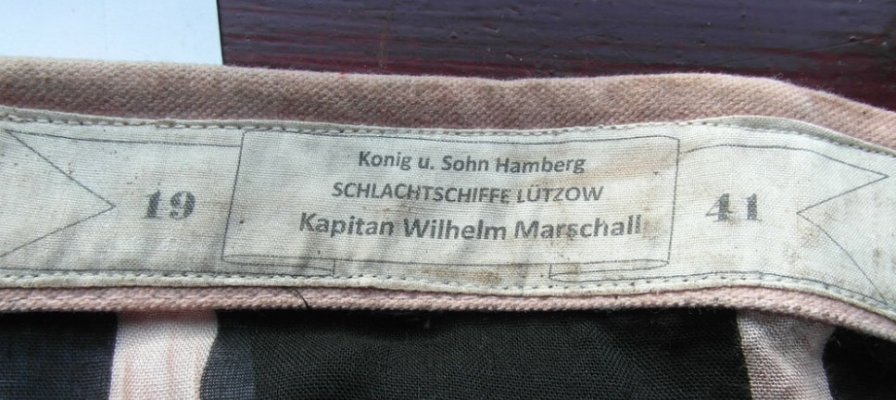 Konig u. Sohn Hamberg
19 SCHLACHTSCHIFFE LÜTZOW 41
Kapitan Wilhelm Marschall